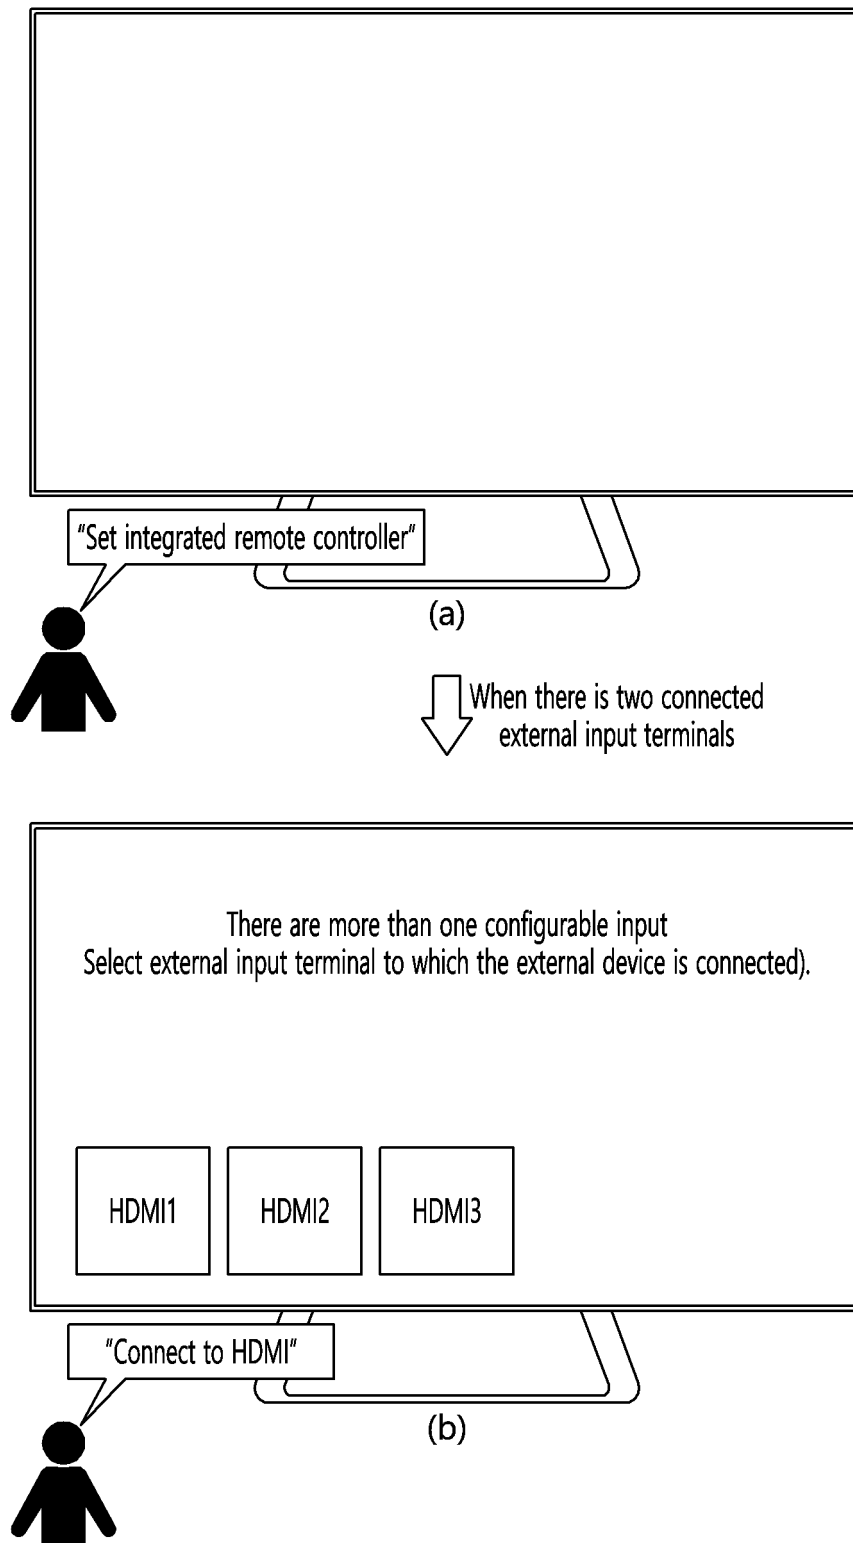 "Set integrated remote controller"
(a)
When there is two connected
external input terminals
There are more than one configurable input
Select external input terminal to which the external device is connected).
HDMI1 HDMI2 HDMI3
"Connect to HDMI"
(b)